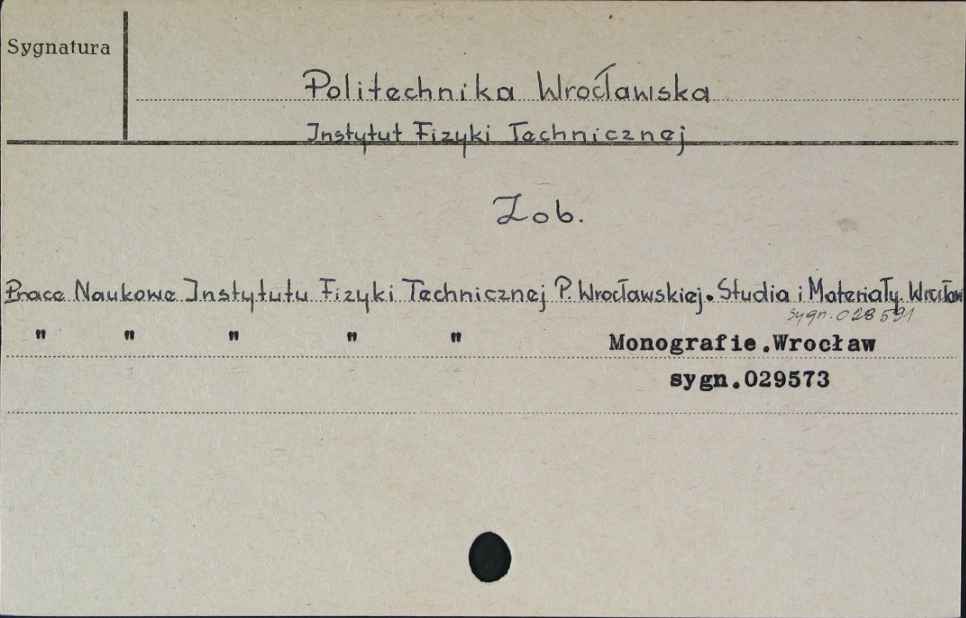 Sygnatura
Politechnika Wrocławska
Instytut Fizyki Technicznej
Zob.
Prace Naukowe Instytutu Fizyki Technicznej P. Wrocławskiej. Studia i Materiały. Wrocław
sygn. 028591
" " " " " Monografie.Wrocław
sygn.029573